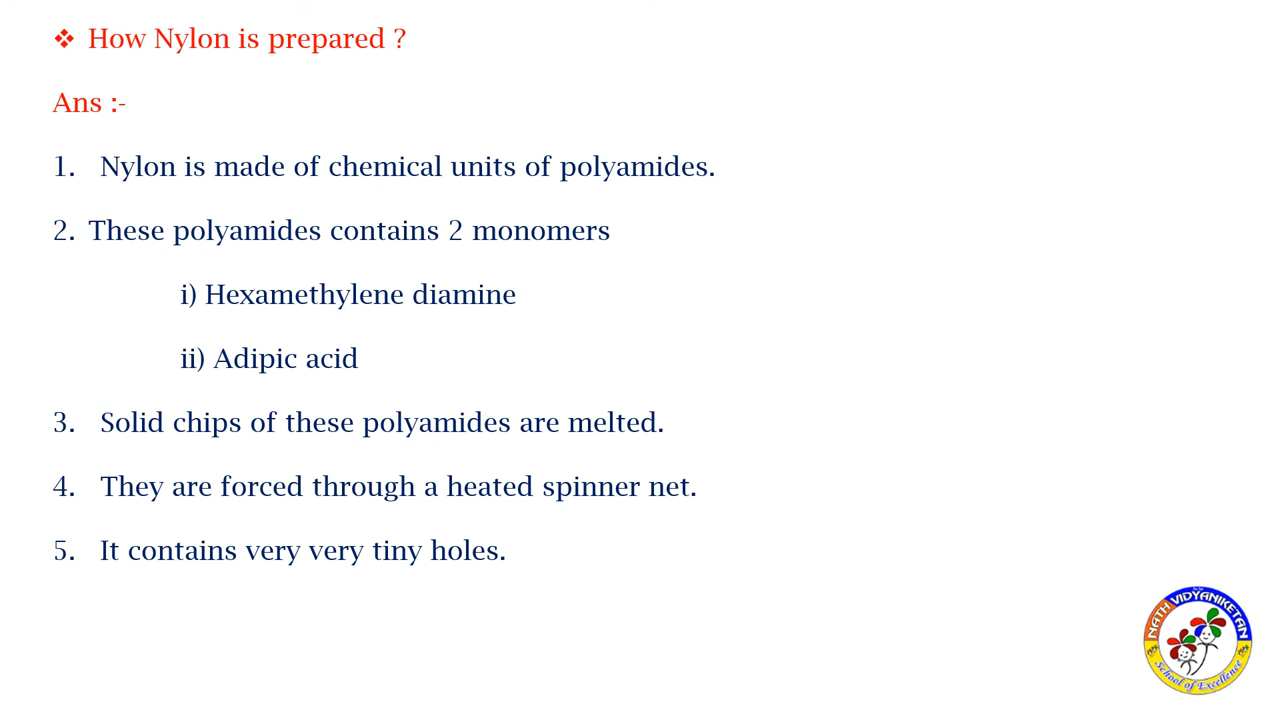 ❖ How Nylon is prepared ?
Ans :-
1. Nylon is made of chemical units of polyamides.
2. These polyamides contains 2 monomers
i) Hexamethylene diamine
ii) Adipic acid
3. Solid chips of these polyamides are melted.
4. They are forced through a heated spinner net.
5. It contains very very tiny holes.
NATH VIDYANIKETAN
School of Excellence